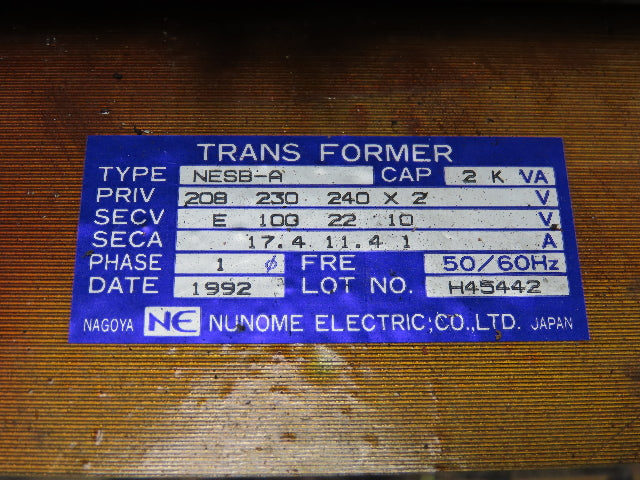 TRANS FORMER
TYPE NESB-A CAP 2 K VA
PRIV 208 230 240 X 2 V
SECV E 100 22 10 V
SECA 17.4 11.4 1 A
PHASE 1 ϕ FRE 50/60Hz
DATE 1992 LOT NO. H45442
NAGOYA NE NUNOME ELECTRIC;CO.,LTD. JAPAN